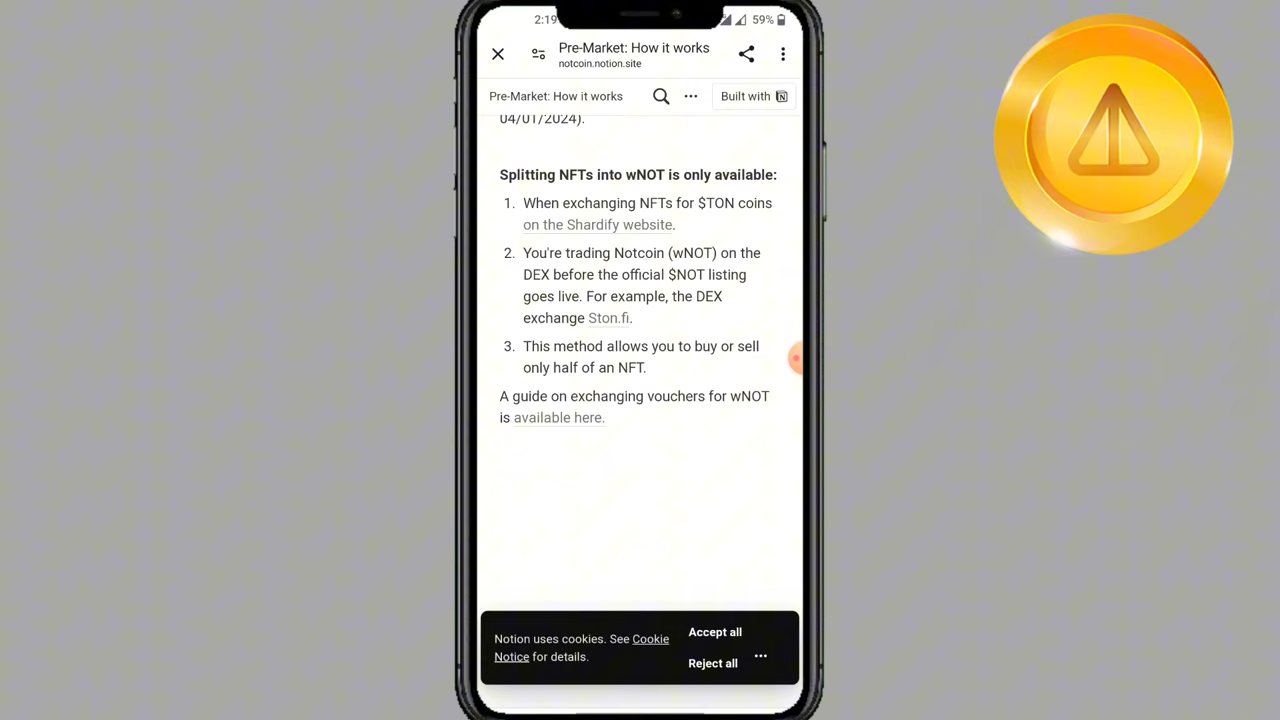 2:19
59%
Pre-Market: How it works
notcoin.notion.site
Pre-Market: How it works
Built with
04/01/2024).
Splitting NFTs into wNOT is only available:
1. When exchanging NFTs for $TON coins
on the Shardify website.
2. You're trading Notcoin (wNOT) on the
DEX before the official $NOT listing
goes live. For example, the DEX
exchange Ston.fi.
3. This method allows you to buy or sell
only half of an NFT.
A guide on exchanging vouchers for wNOT
is available here.
Notion uses cookies. See Cookie
Notice for details.
Accept all
Reject all